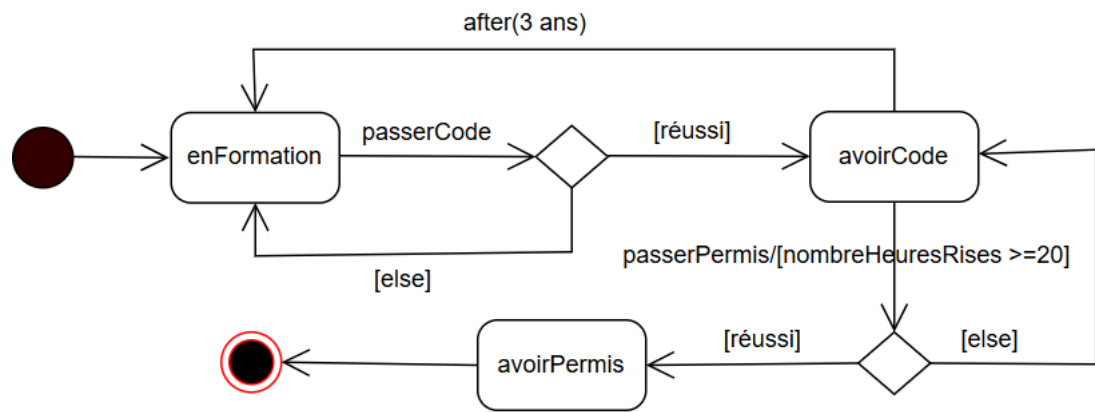 after(3 ans)
passerCode
[réussi]
enFormation
avoirCode
passerPermis/[nombreHeuresRises >=20]
[else]
[réussi]
[else]
avoirPermis